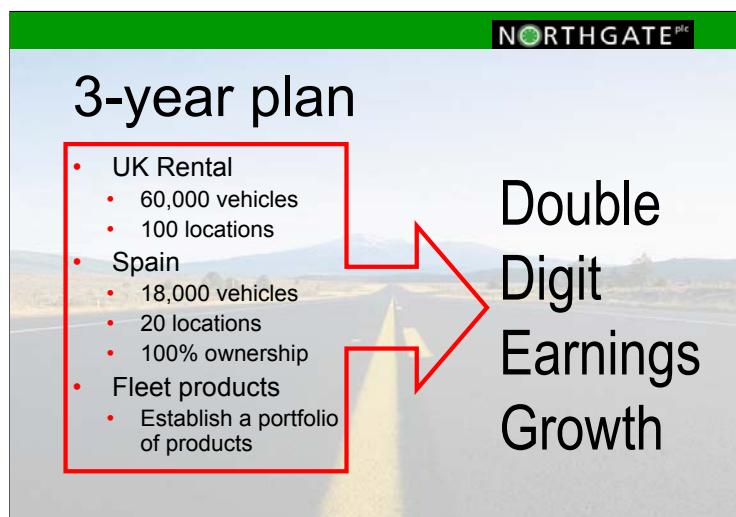 NORTHGATE plc
3-year plan
• UK Rental
• 60,000 vehicles
• 100 locations
• Spain
• 18,000 vehicles
• 20 locations
• 100% ownership
• Fleet products
• Establish a portfolio
of products
Double
Digit
Earnings
Growth